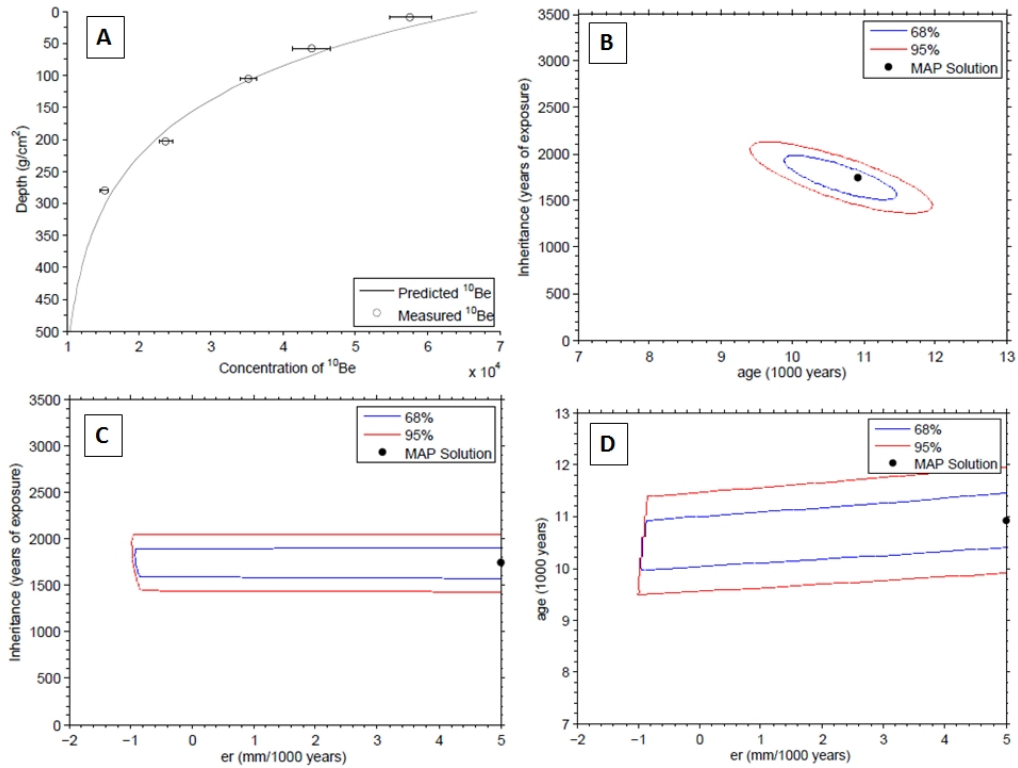 A
0
50
100
150
200
250
300
350
400
450
500
Depth (g/cm²)
Predicted ¹⁰Be
Measured ¹⁰Be
1 2 3 4 5 6 7
Concentration of ¹⁰Be
x 10⁴
B
68%
95%
MAP Solution
3500
3000
2500
2000
1500
1000
500
0
Inheritance (years of exposure)
7 8 9 10 11 12 13
age (1000 years)
C
68%
95%
MAP Solution
3500
3000
2500
2000
1500
1000
500
0
Inheritance (years of exposure)
−2 −1 0 1 2 3 4 5
er (mm/1000 years)
D
68%
95%
MAP Solution
13
12
11
10
9
8
7
age (1000 years)
−2 −1 0 1 2 3 4 5
er (mm/1000 years)